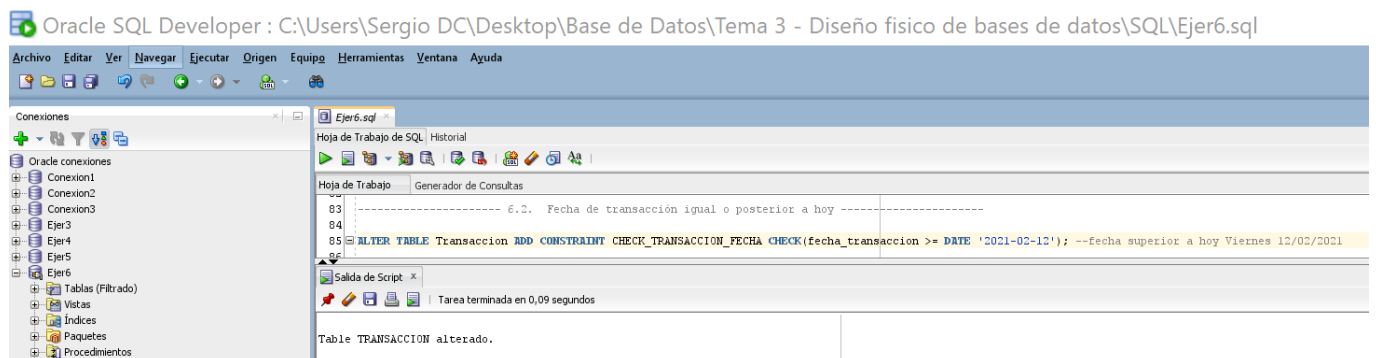 Oracle SQL Developer : C:\Users\Sergio DC\Desktop\Base de Datos\Tema 3 - Diseño fisico de bases de datos\SQL\Ejer6.sql
Archivo Editar Ver Navegar Ejecutar Origen Equipo Herramientas Ventana Ayuda
Conexiones
Oracle conexiones
Conexion1
Conexion2
Conexion3
Ejer3
Ejer4
Ejer5
Ejer6
Tablas (Filtrado)
Vistas
Índices
Paquetes
Procedimientos
Ejer6.sql
Hoja de Trabajo de SQL Historial
Hoja de Trabajo Generador de Consultas
83 ---------------------- 6.2. Fecha de transacción igual o posterior a hoy ----------------------
84
85 ALTER TABLE Transaccion ADD CONSTRAINT CHECK_TRANSACCION_FECHA CHECK(fecha_transaccion >= DATE '2021-02-12'); --fecha superior a hoy Viernes 12/02/2021
Salida de Script
Tarea terminada en 0,09 segundos
Table TRANSACCION alterado.